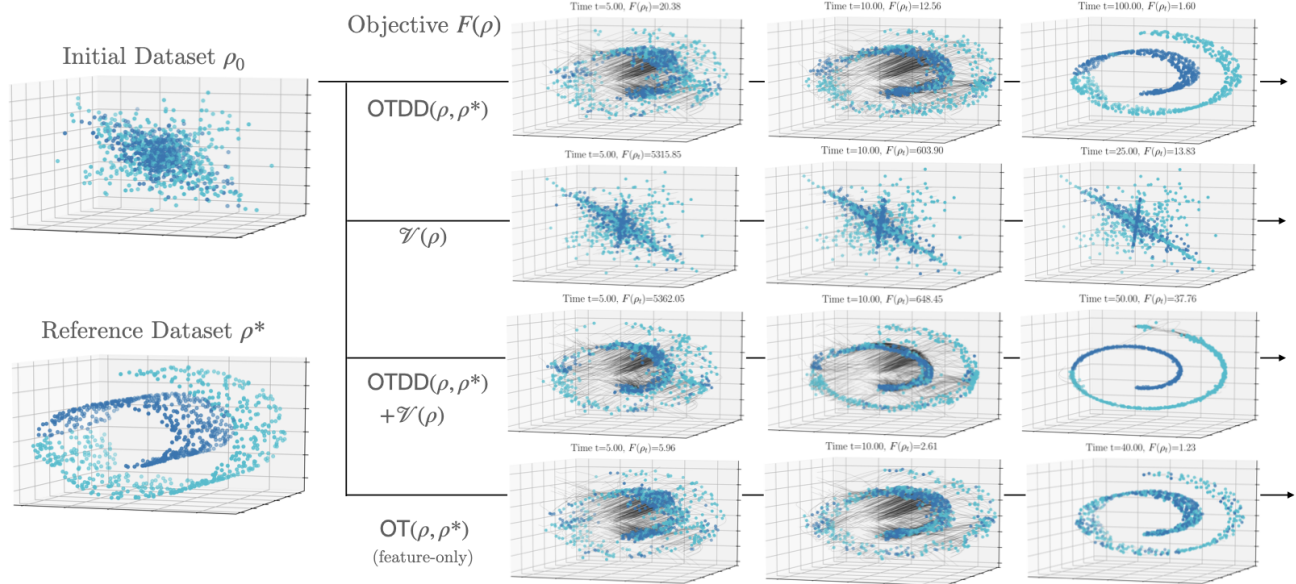 Initial Dataset ρ₀
Reference Dataset ρ*
Objective F(ρ)
OTDD(ρ, ρ*)
Time t=5.00, F(ρₜ)=20.38
Time t=10.00, F(ρₜ)=12.56
Time t=100.00, F(ρₜ)=1.60
𝒱(ρ)
Time t=5.00, F(ρₜ)=5315.85
Time t=10.00, F(ρₜ)=603.90
Time t=25.00, F(ρₜ)=13.83
OTDD(ρ, ρ*)
+𝒱(ρ)
Time t=5.00, F(ρₜ)=5362.05
Time t=10.00, F(ρₜ)=648.45
Time t=50.00, F(ρₜ)=37.76
OT(ρ, ρ*)
(feature-only)
Time t=5.00, F(ρₜ)=5.96
Time t=10.00, F(ρₜ)=2.61
Time t=40.00, F(ρₜ)=1.23